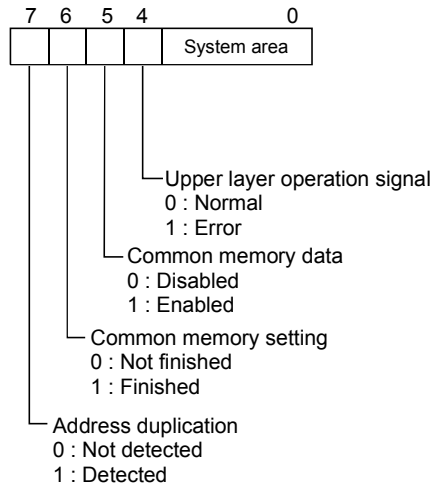 7 6 5 4 0
System area
Upper layer operation signal
0 : Normal
1 : Error
Common memory data
0 : Disabled
1 : Enabled
Common memory setting
0 : Not finished
1 : Finished
Address duplication
0 : Not detected
1 : Detected